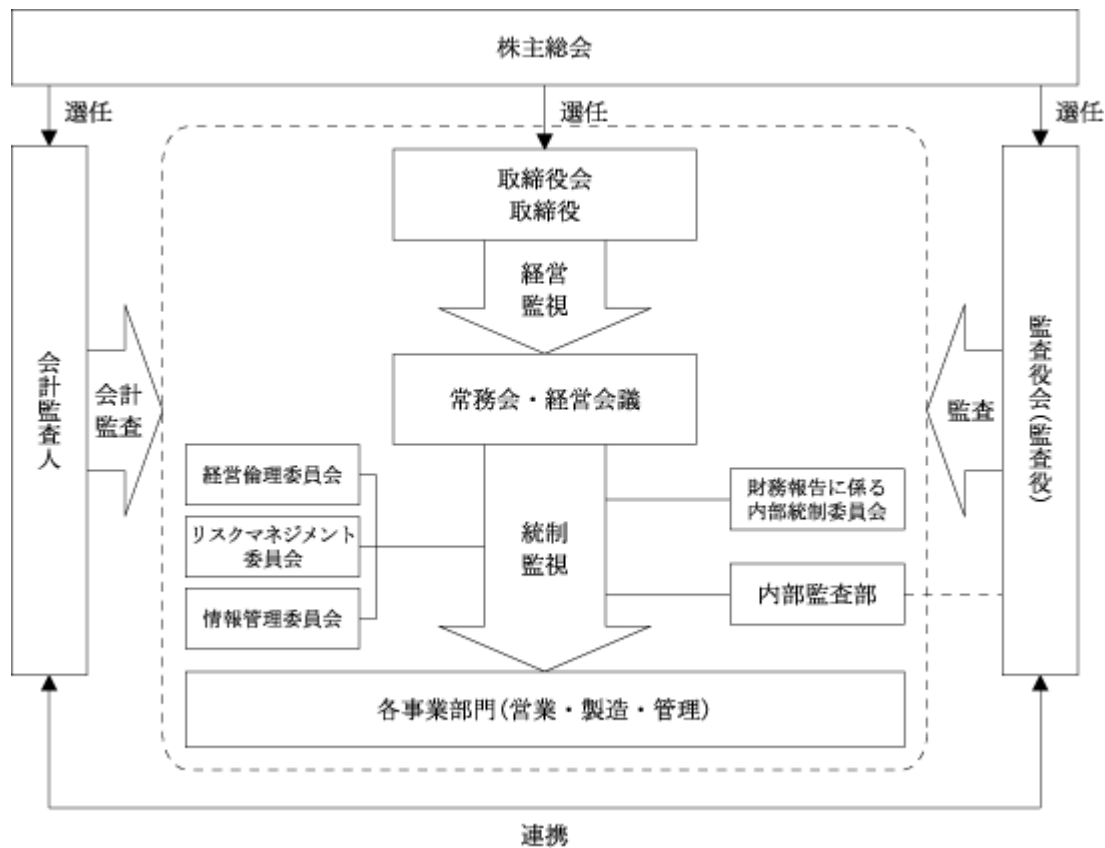 株主総会
選任
選任
選任
取締役会
取締役
経営
監視
会計監査人
会計
監査
常務会・経営会議
監査
監査役会(監査役)
経営倫理委員会
リスクマネジメント
委員会
情報管理委員会
統制
監視
財務報告に係る
内部統制委員会
内部監査部
各事業部門(営業・製造・管理)
連携